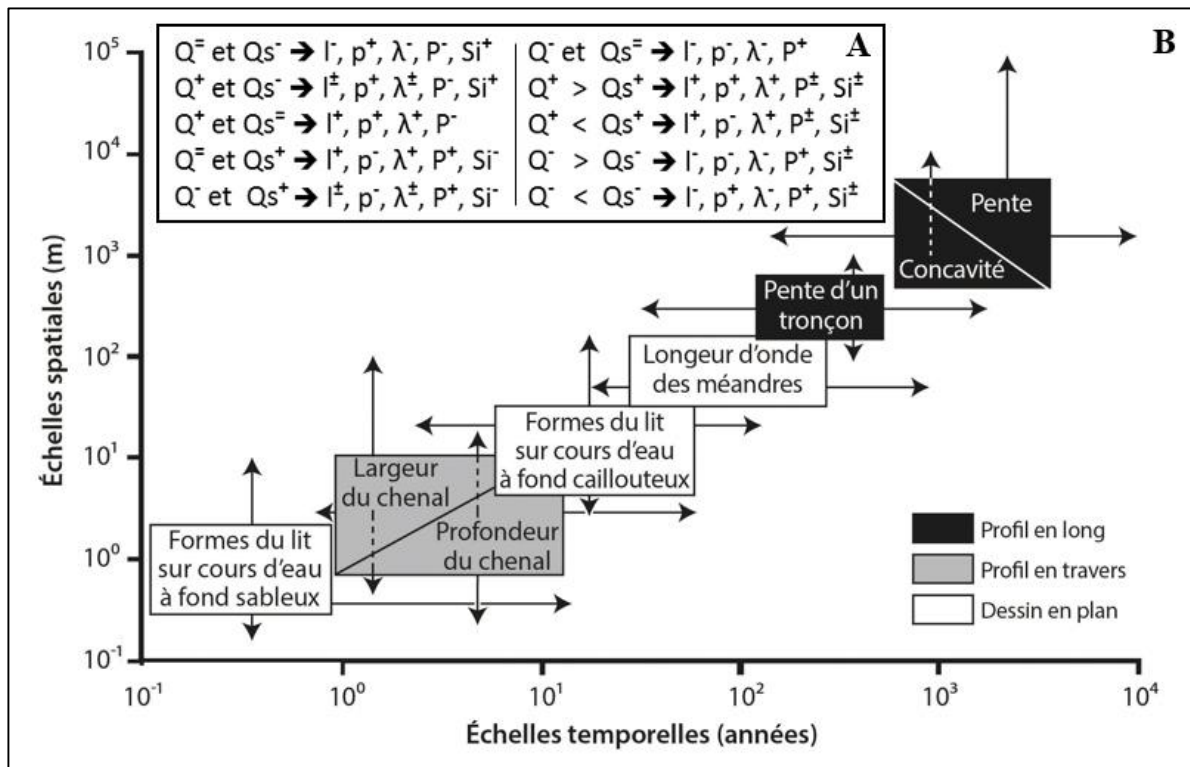 A
B
Q⁼ et Qs⁻ ➔ l⁻, p⁺, λ⁻, P⁻, Si⁺
Q⁺ et Qs⁻ ➔ l±, p⁺, λ±, P⁻, Si⁺
Q⁺ et Qs⁼ ➔ l⁺, p⁺, λ⁺, P⁻
Q⁼ et Qs⁺ ➔ l⁺, p⁻, λ⁺, P⁺, Si⁻
Q⁻ et Qs⁺ ➔ l±, p⁻, λ±, P⁺, Si⁻
Q⁻ et Qs⁼ ➔ l⁻, p⁻, λ⁻, P⁺
Q⁺ > Qs⁺ ➔ l⁺, p⁺, λ⁺, P±, Si±
Q⁺ < Qs⁺ ➔ l⁺, p⁻, λ⁺, P±, Si±
Q⁻ > Qs⁻ ➔ l⁻, p⁻, λ⁻, P⁺, Si±
Q⁻ < Qs⁻ ➔ l⁻, p⁺, λ⁻, P⁺, Si±
Échelles spatiales (m)
10⁵
10⁴
10³
10²
10¹
10⁰
10⁻¹
Pente
Concavité
Pente d'un
tronçon
Longeur d'onde
des méandres
Formes du lit
sur cours d'eau
à fond caillouteux
Largeur
du chenal
Profondeur
du chenal
Formes du lit
sur cours d'eau
à fond sableux
Profil en long
Profil en travers
Dessin en plan
10⁻¹
10⁰
10¹
10²
10³
10⁴
Échelles temporelles (années)